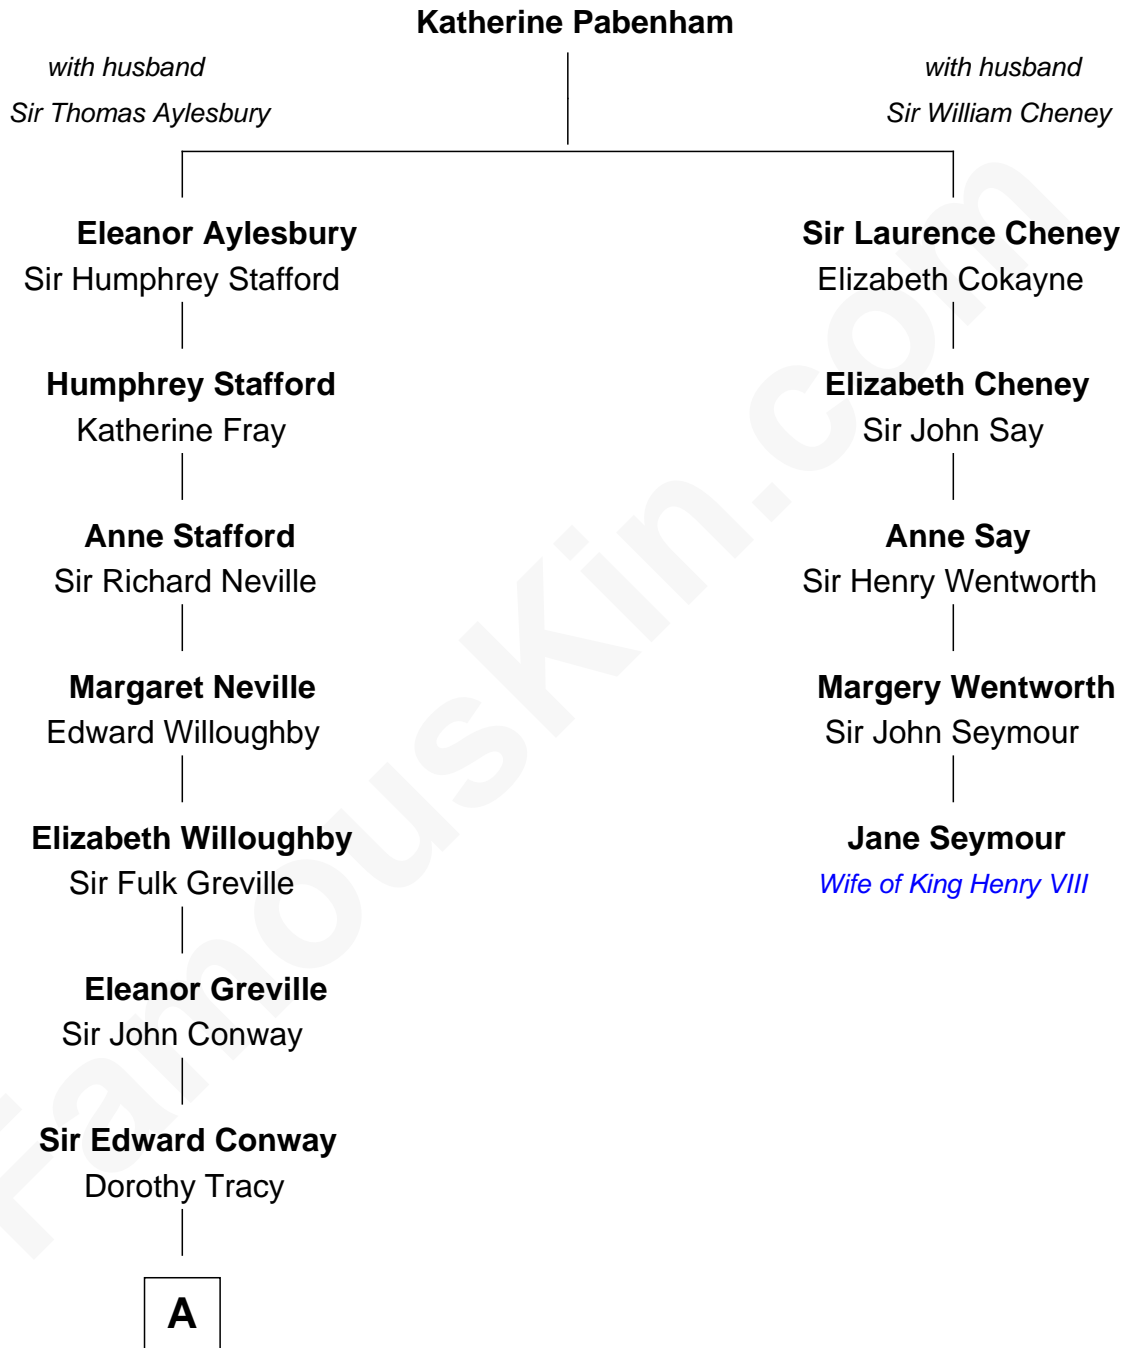 Katherine Pabenham
with husband
Sir Thomas Aylesbury
with husband
Sir William Cheney
Eleanor Aylesbury
Sir Humphrey Stafford
Humphrey Stafford
Katherine Fray
Anne Stafford
Sir Richard Neville
Margaret Neville
Edward Willoughby
Elizabeth Willoughby
Sir Fulk Greville
Eleanor Greville
Sir John Conway
Sir Edward Conway
Dorothy Tracy
A
Sir Laurence Cheney
Elizabeth Cokayne
Elizabeth Cheney
Sir John Say
Anne Say
Sir Henry Wentworth
Margery Wentworth
Sir John Seymour
Jane Seymour
Wife of King Henry VIII
FamousKin.com